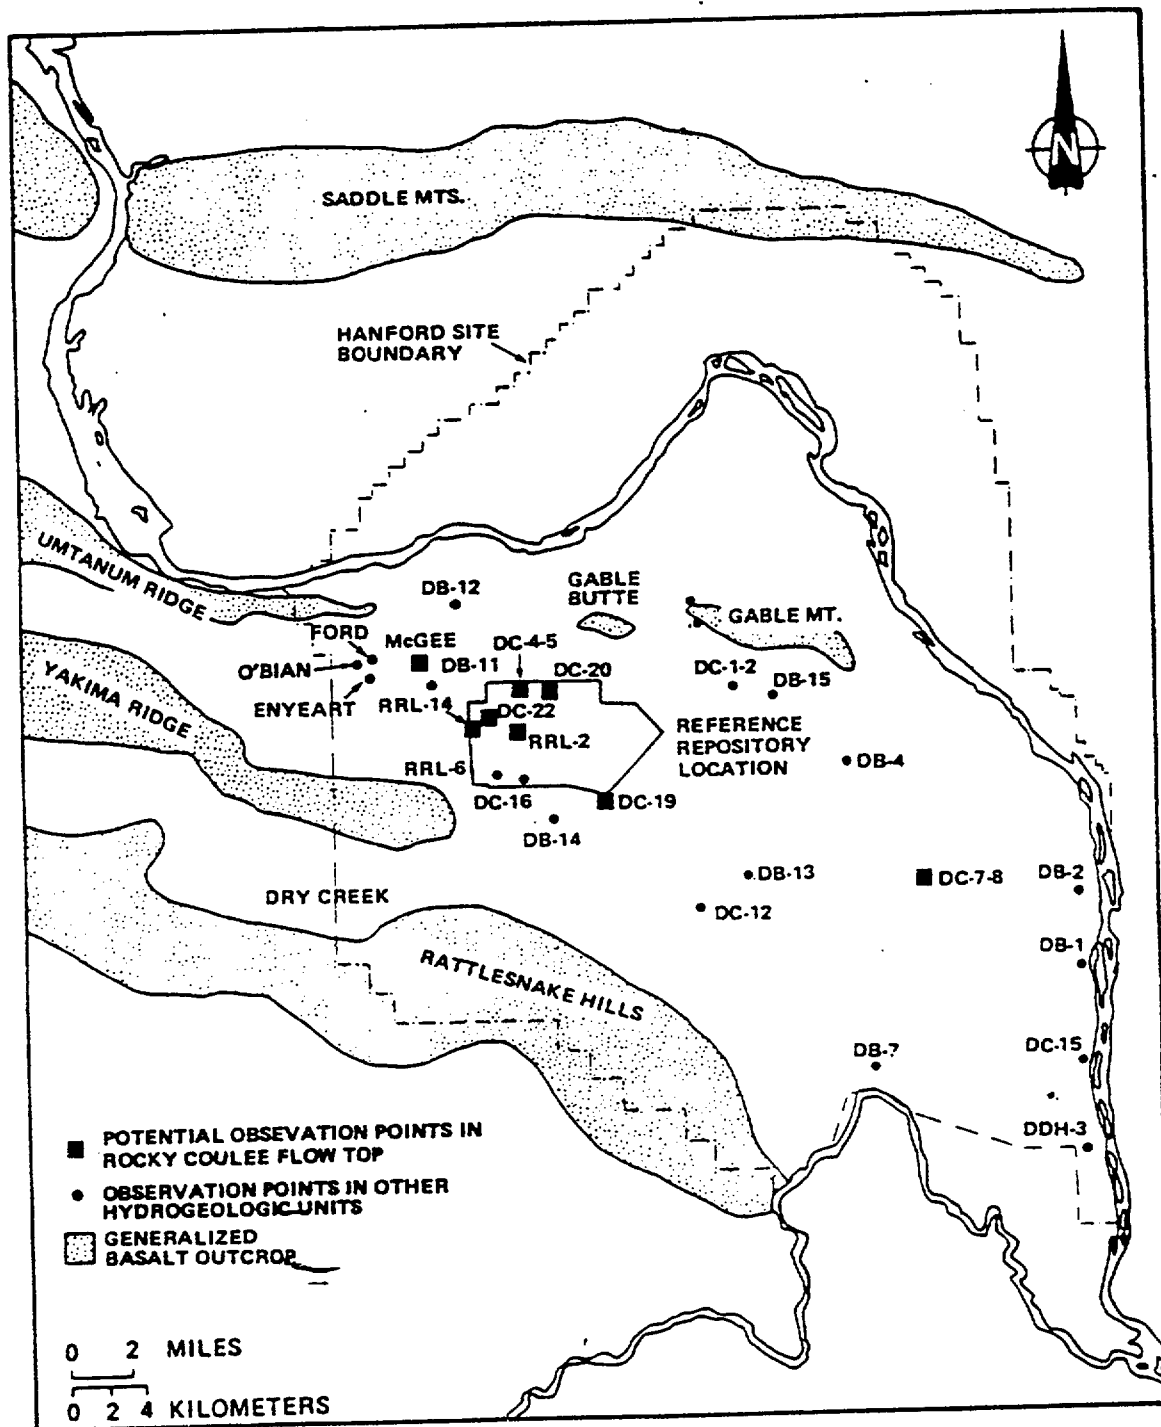 N
SADDLE MTS.
HANFORD SITE
BOUNDARY
UMTANUM RIDGE
DB-12
GABLE
BUTTE
GABLE MT.
FORD
McGEE
DC-4-5
O'BIAN
DB-11
DC-20
DC-1-2
DB-15
ENYEART
RRL-14
DC-22
YAKIMA RIDGE
RRL-2
REFERENCE
REPOSITORY
LOCATION
RRL-6
DB-4
DC-16
DC-19
DB-14
DB-13
DC-7-8
DB-2
DRY CREEK
DC-12
DB-1
RATTLESNAKE HILLS
DB-7
DC-15
DDH-3
POTENTIAL OBSEVATION POINTS IN
ROCKY COULEE FLOW TOP
OBSERVATION POINTS IN OTHER
HYDROGEOLOGIC UNITS
GENERALIZED
BASALT OUTCROP
0 2 MILES
0 2 4 KILOMETERS